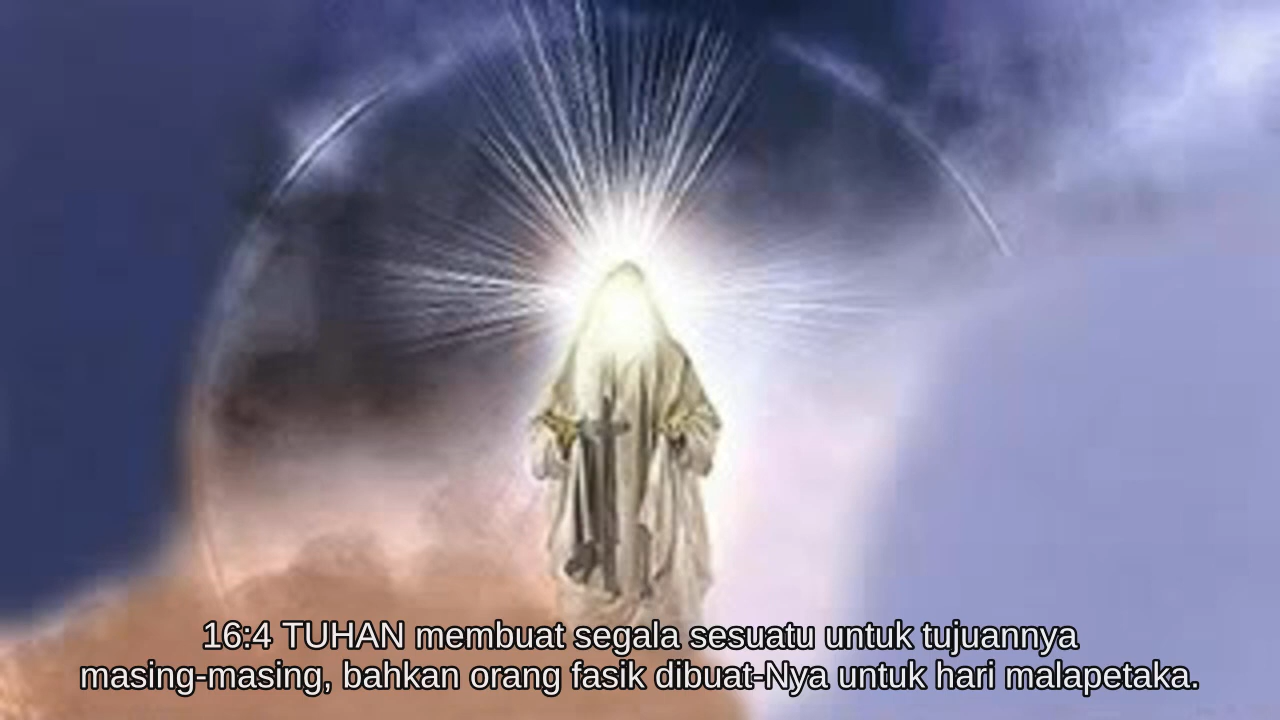 16:4 TUHAN membuat segala sesuatu untuk tujuannya
masing-masing, bahkan orang fasik dibuat-Nya untuk hari malapetaka.